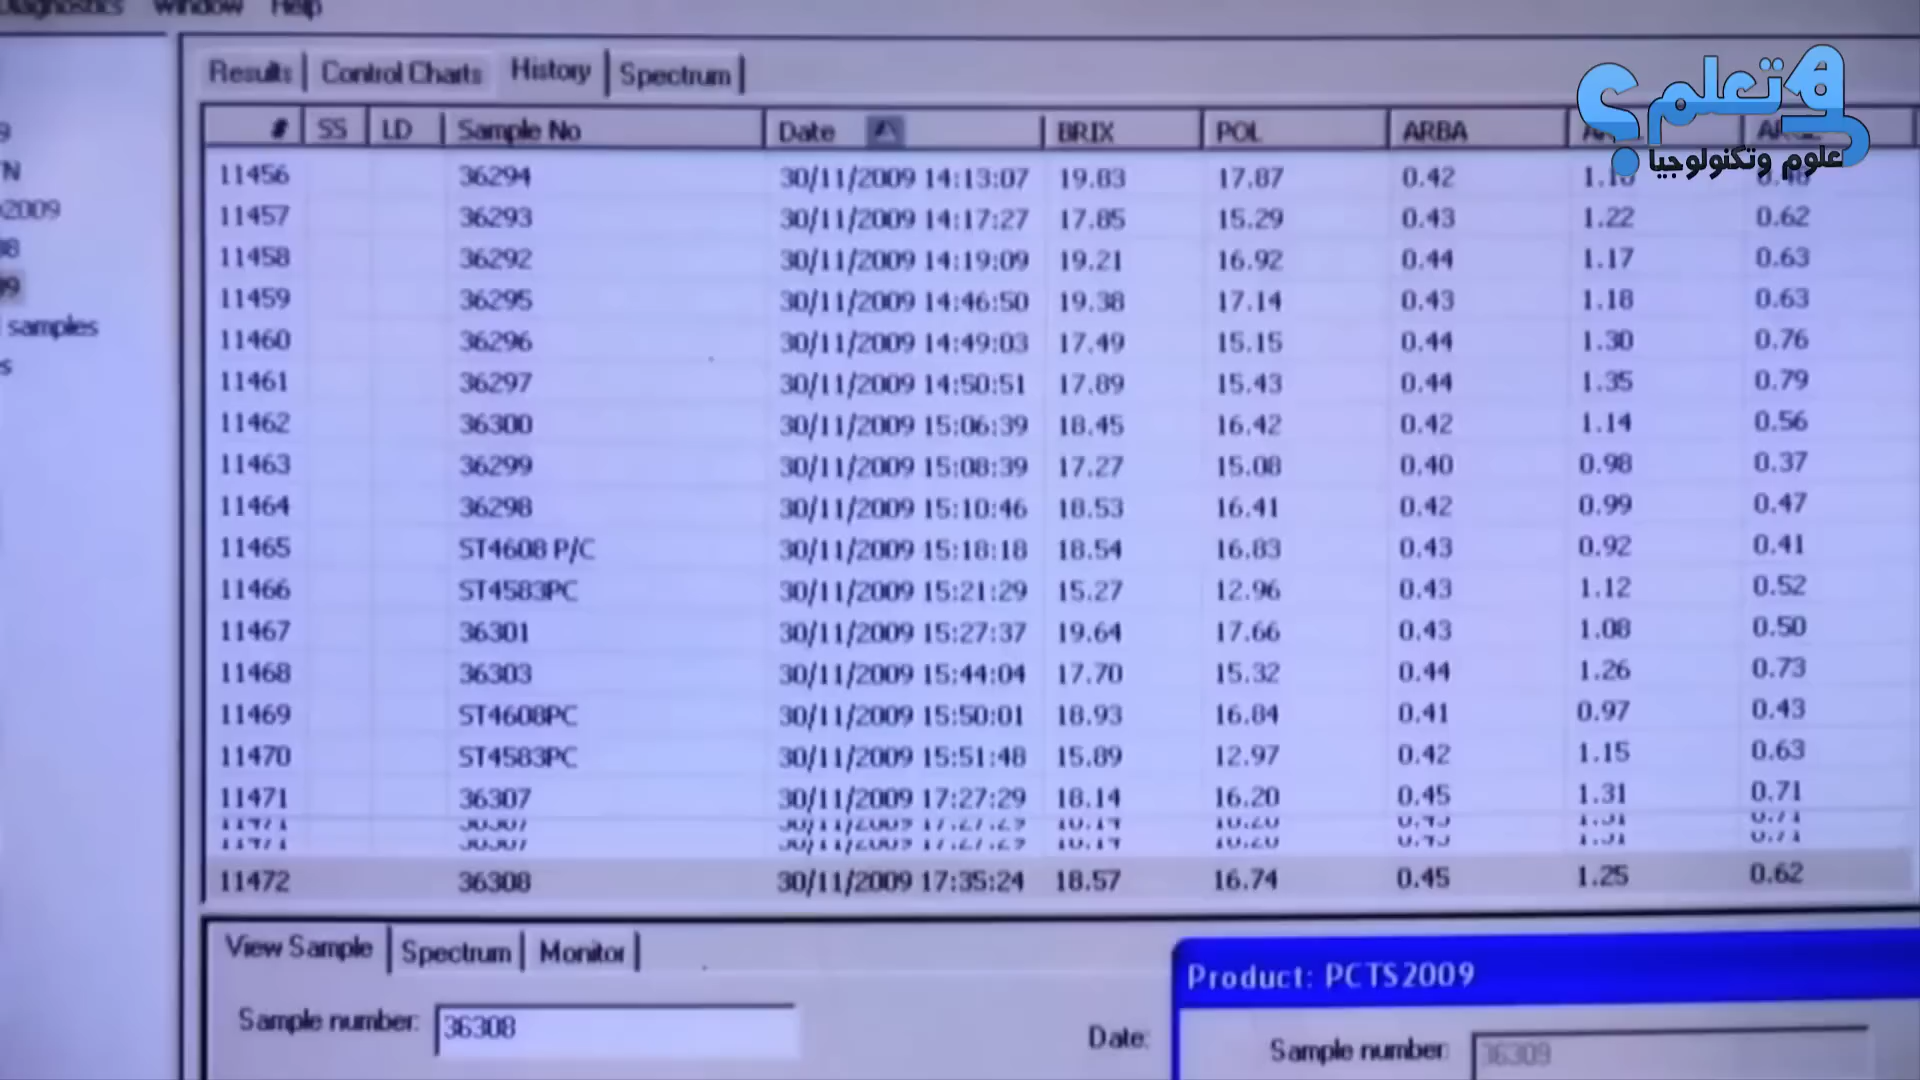 Diagnostics Window Help
Results Control Charts History Spectrum
هل تعلم؟
علوم وتكنولوجيا
# SS LD Sample No Date BRIX POL ARBA
11456 36294 30/11/2009 14:13:07 19.83 17.87 0.42
11457 36293 30/11/2009 14:17:27 17.85 15.29 0.43 1.22 0.62
2009
11458 36292 30/11/2009 14:19:09 19.21 16.92 0.44 1.17 0.63
11459 36295 30/11/2009 14:46:50 19.38 17.14 0.43 1.18 0.63
samples
11460 36296 30/11/2009 14:49:03 17.49 15.15 0.44 1.30 0.76
11461 36297 30/11/2009 14:50:51 17.89 15.43 0.44 1.35 0.79
11462 36300 30/11/2009 15:06:39 18.45 16.42 0.42 1.14 0.56
11463 36299 30/11/2009 15:08:39 17.27 15.08 0.40 0.98 0.37
11464 36298 30/11/2009 15:10:46 18.53 16.41 0.42 0.99 0.47
11465 ST4608 P/C 30/11/2009 15:18:18 18.54 16.83 0.43 0.92 0.41
11466 ST4583PC 30/11/2009 15:21:29 15.27 12.96 0.43 1.12 0.52
11467 36301 30/11/2009 15:27:37 19.64 17.66 0.43 1.08 0.50
11468 36303 30/11/2009 15:44:04 17.70 15.32 0.44 1.26 0.73
11469 ST4608PC 30/11/2009 15:50:01 18.93 16.84 0.41 0.97 0.43
11470 ST4583PC 30/11/2009 15:51:48 15.89 12.97 0.42 1.15 0.63
11471 36307 30/11/2009 17:27:29 18.14 16.20 0.45 1.31 0.71
11472 36308 30/11/2009 17:35:24 18.57 16.74 0.45 1.25 0.62
View Sample Spectrum Monitor
Product: PCTS2009
Sample number: 36308 Date:
Sample number 36309